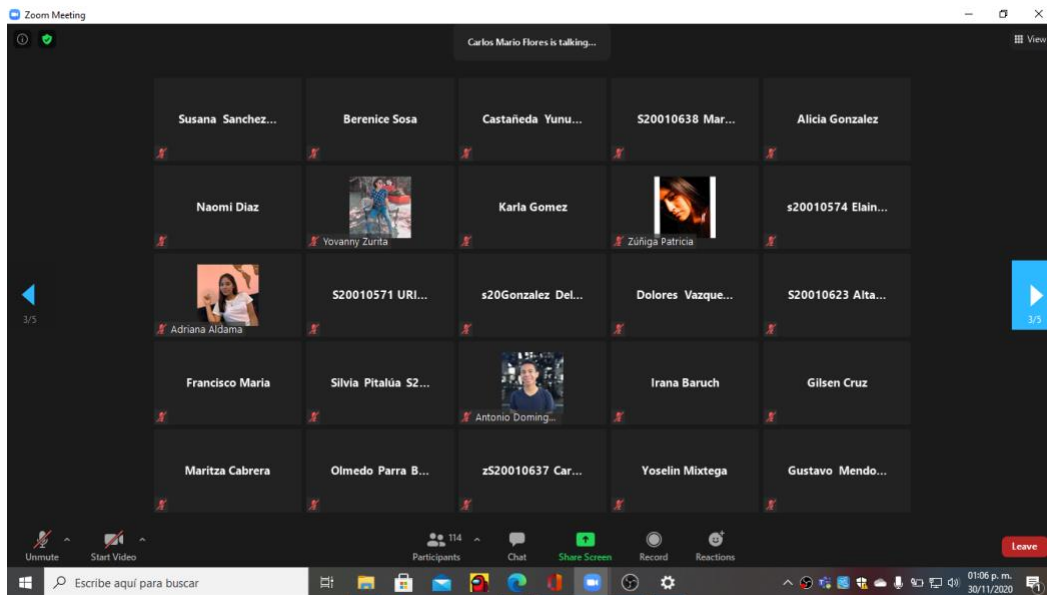 Zoom Meeting
Carlos Mario Flores is talking...
View
Susana Sanchez...
Berenice Sosa
Castañeda Yunu...
S20010638 Mar...
Alicia Gonzalez
Naomi Diaz
Yovanny Zurita
Karla Gomez
Zúñiga Patricia
s20010574 Elain...
3/5
3/5
Adriana Aldama
S20010571 URI...
s20Gonzalez Del...
Dolores Vazque...
S20010623 Alta...
Francisco Maria
Silvia Pitalúa S2...
Antonio Doming...
Irana Baruch
Gilsen Cruz
Maritza Cabrera
Olmedo Parra B...
zS20010637 Car...
Yoselin Mixtega
Gustavo Mendo...
Unmute
Start Video
114
Participants
Chat
Share Screen
Record
Reactions
Leave
Escribe aquí para buscar
01:06 p. m.
30/11/2020
1